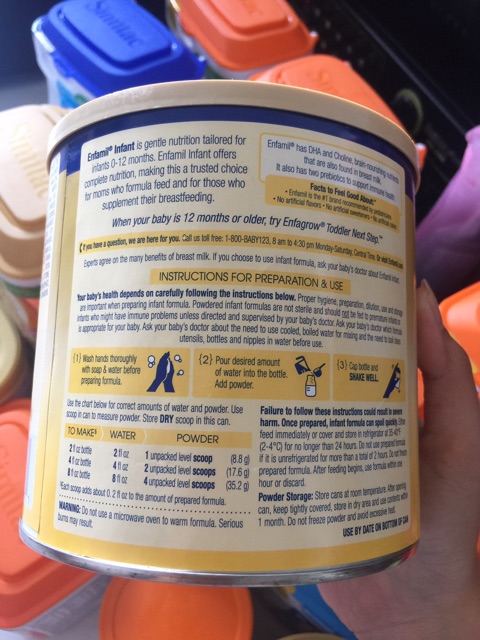 Similac
Enfamil® Infant is gentle nutrition tailored for
infants 0-12 months. Enfamil Infant offers
complete nutrition, making this a trusted choice
for moms who formula feed and for those who
supplement their breastfeeding.
Enfamil® has DHA and Choline, brain-nourishing nutrients
that are also found in breast milk.
It also has two prebiotics to support immune health
Facts to Feel Good About:
• Enfamil is the #1 brand recommended by pediatricians
• No artificial flavors • No artificial sweeteners • No artificial colors
When your baby is 12 months or older, try Enfagrow® Toddler Next Step.™
If you have a question, we are here for you. Call us toll free: 1-800-BABY123, 8 am to 4:30 pm Monday-Saturday, Central Time. Or visit
Experts agree on the many benefits of breast milk. If you choose to use infant formula, ask your baby's doctor about Enfamil Infant.
INSTRUCTIONS FOR PREPARATION & USE
Your baby's health depends on carefully following the instructions below. Proper hygiene, preparation, dilution, use and storage
are important when preparing infant formula. Powdered infant formulas are not sterile and should not be fed to premature infants or
infants who might have immune problems unless directed and supervised by your baby's doctor. Ask your baby's doctor which formula
is appropriate for your baby. Ask your baby's doctor about the need to use cooled, boiled water for mixing and the need to boil
utensils, bottles and nipples in water before use.
{1} Wash hands thoroughly
with soap & water before
preparing formula.
{2} Pour desired amount
of water into the bottle.
Add powder.
{3} Cap bottle and
SHAKE WELL.
Use the chart below for correct amounts of water and powder. Use
scoop in can to measure powder. Store DRY scoop in this can.
TO MAKE‡ WATER POWDER
2 fl oz bottle 2 fl oz 1 unpacked level scoop (8.8 g)
4 fl oz bottle 4 fl oz 2 unpacked level scoops (17.6 g)
8 fl oz bottle 8 fl oz 4 unpacked level scoops (35.2 g)
‡Each scoop adds about 0.2 fl oz to the amount of prepared formula.
WARNING: Do not use a microwave oven to warm formula. Serious
burns may result.
Failure to follow these instructions could result in severe
harm. Once prepared, infant formula can spoil quickly. Either
feed immediately or cover and store in refrigerator at 35-40°F
(2-4°C) for no longer than 24 hours. Do not use prepared formula
if it is unrefrigerated for more than a total of 2 hours. Do not freeze
prepared formula. After feeding begins, use formula within one
hour or discard.
Powder Storage: Store cans at room temperature. After opening
can, keep tightly covered, store in dry area and use contents within
1 month. Do not freeze powder and avoid excessive heat.
USE BY DATE ON BOTTOM OF CAN